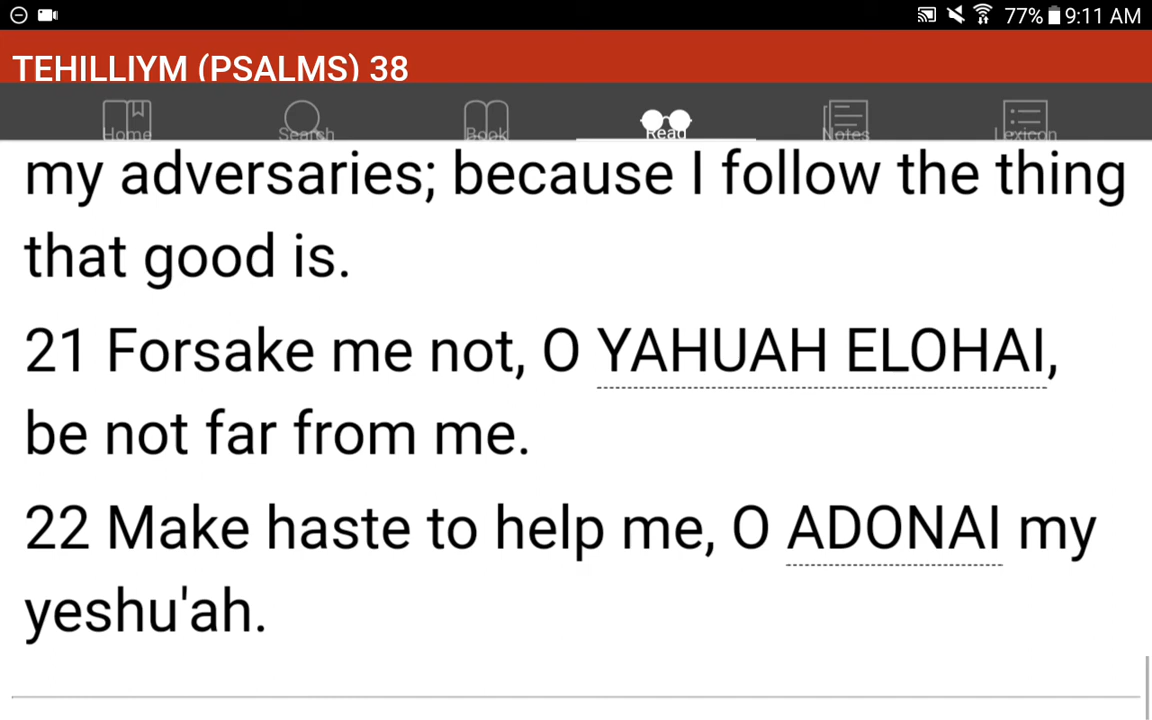 77% 9:11 AM
TEHILLIYM (PSALMS) 38
Home Search Book Read Notes Lexicon
my adversaries; because I follow the thing
that good is.
21 Forsake me not, O YAHUAH ELOHAI,
be not far from me.
22 Make haste to help me, O ADONAI my
yeshu'ah.